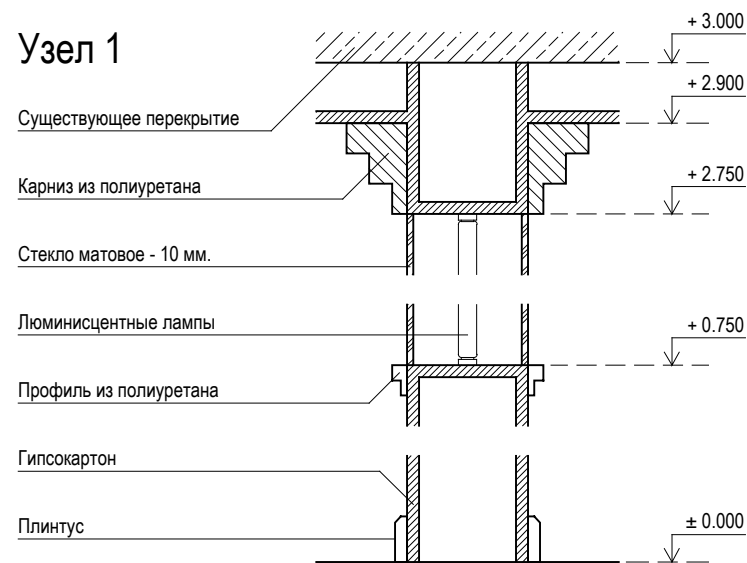 Узел 1
Существующее перекрытие
Карниз из полиуретана
Стекло матовое - 10 мм.
Люминисцентные лампы
Профиль из полиуретана
Гипсокартон
Плинтус
+ 3.000
+ 2.900
+ 2.750
+ 0.750
± 0.000